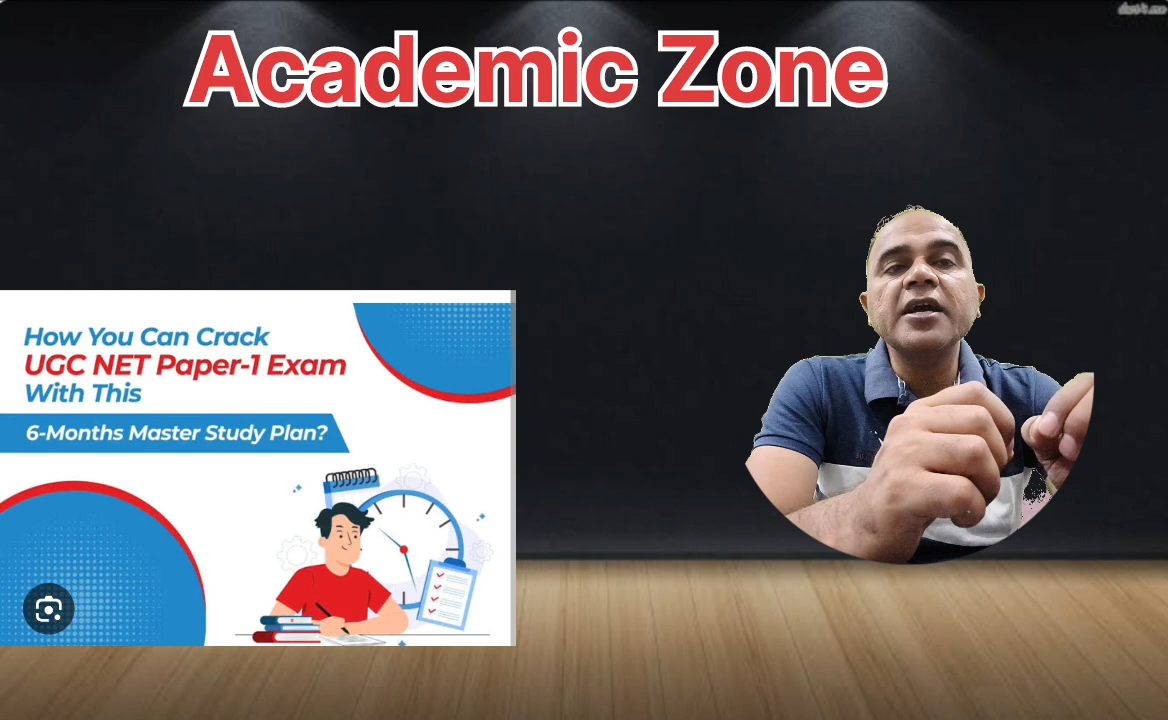 Academic Zone
How You Can Crack
UGC NET Paper-1 Exam
With This
6-Months Master Study Plan?